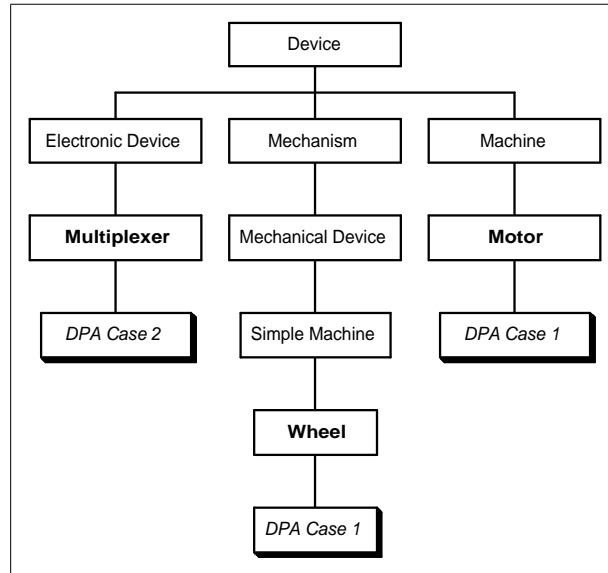 Device
Electronic Device
Mechanism
Machine
Multiplexer
Mechanical Device
Motor
DPA Case 2
Simple Machine
DPA Case 1
Wheel
DPA Case 1